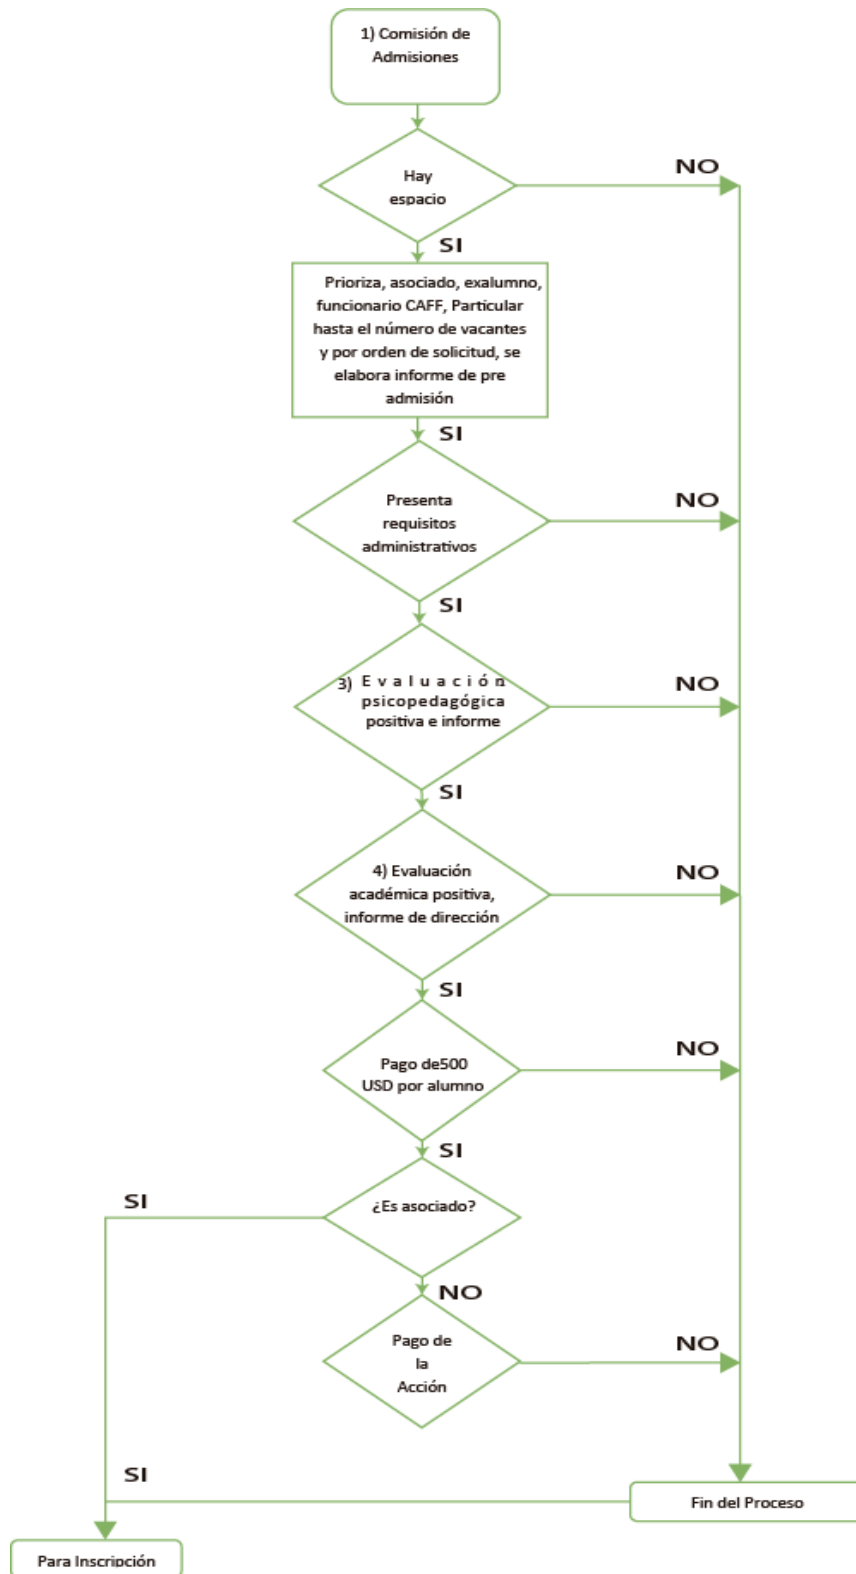 1) Comisión de
Admisiones
NO
Hay
espacio
SI
Prioriza, asociado, exalumno,
funcionario CAFF, Particular
hasta el número de vacantes
y por orden de solicitud, se
elabora informe de pre
admisión
SI
NO
Presenta
requisitos
administrativos
SI
NO
3) Evaluación
psicopedagógica
positiva e informe
SI
NO
4) Evaluación
académica positiva,
informe de dirección
SI
NO
Pago de500
USD por alumno
SI
SI
¿Es asociado?
NO
NO
Pago de
la
Acción
SI
Fin del Proceso
Para Inscripción